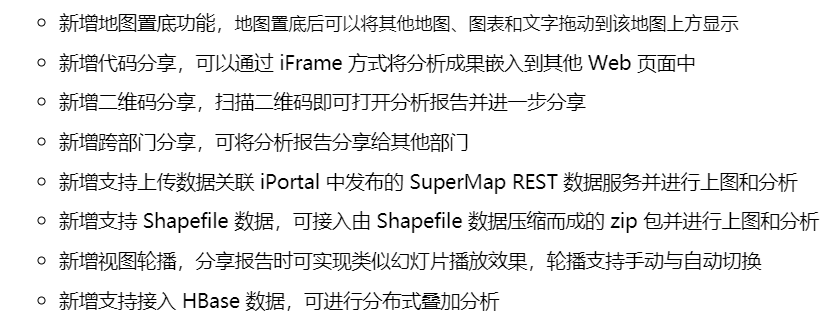 新增地图置底功能，地图置底后可以将其他地图、图表和文字拖动到该地图上方显示
新增代码分享，可以通过 iFrame 方式将分析成果嵌入到其他 Web 页面中
新增二维码分享，扫描二维码即可打开分析报告并进一步分享
新增跨部门分享，可将分析报告分享给其他部门
新增支持上传数据关联 iPortal 中发布的 SuperMap REST 数据服务并进行上图和分析
新增支持 Shapefile 数据，可接入由 Shapefile 数据压缩而成的 zip 包并进行上图和分析
新增视图轮播，分享报告时可实现类似幻灯片播放效果，轮播支持手动与自动切换
新增支持接入 HBase 数据，可进行分布式叠加分析